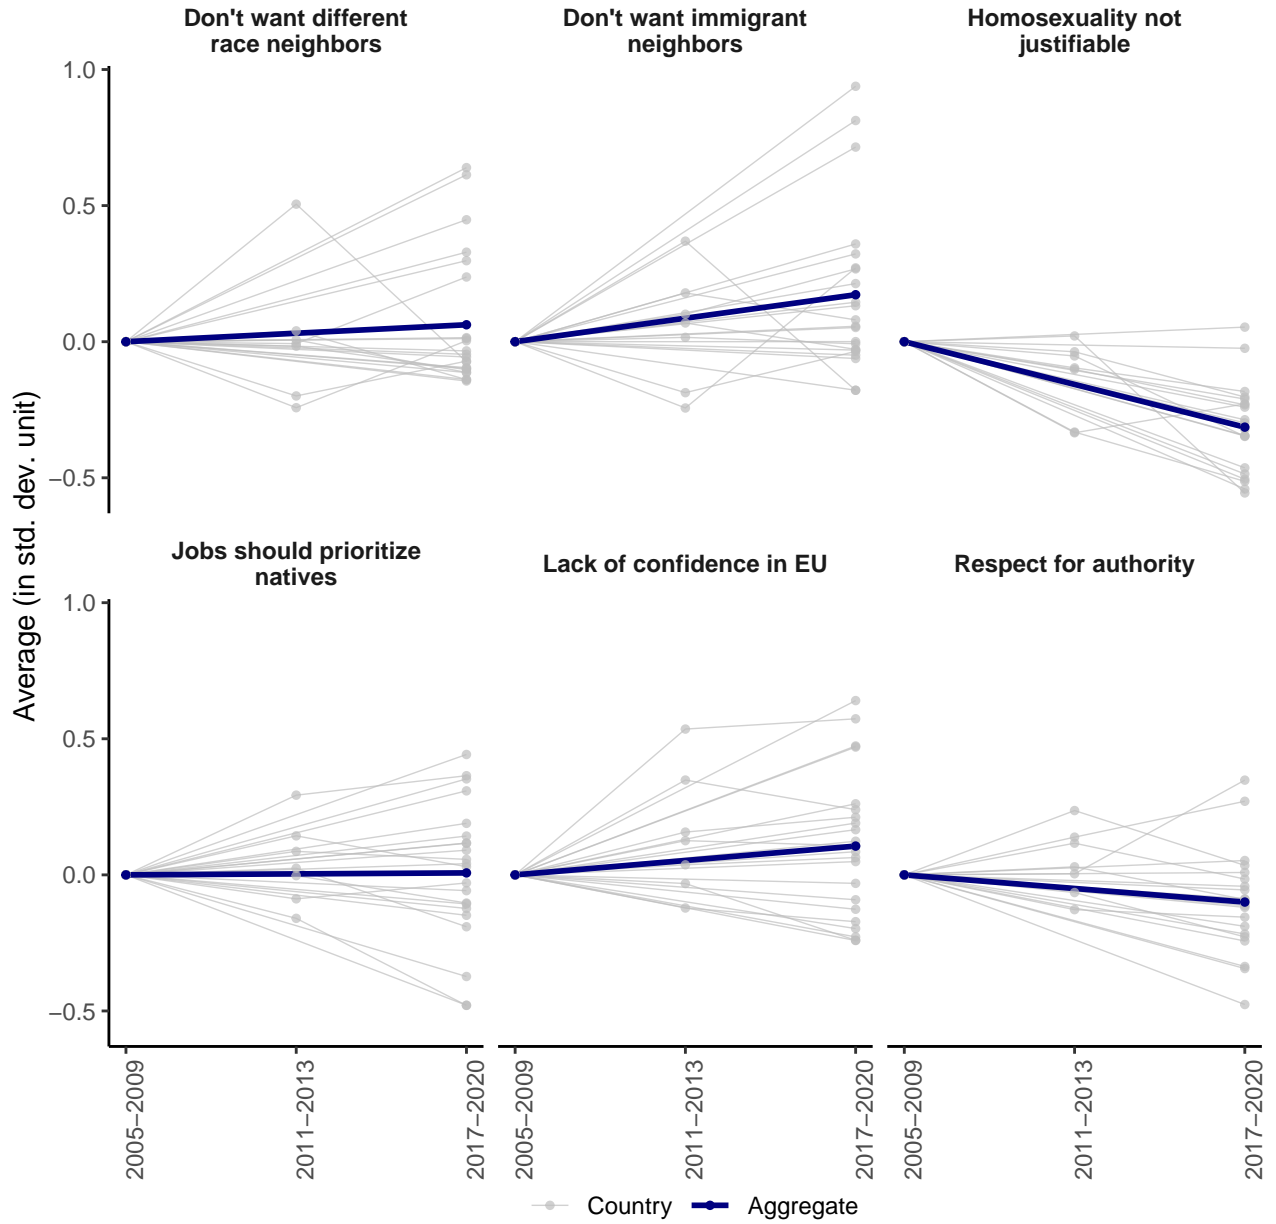 Don't want different
race neighbors
Don't want immigrant
neighbors
Homosexuality not
justifiable
1.0
0.5
0.0
−0.5
Average (in std. dev. unit)
Jobs should prioritize
natives
Lack of confidence in EU
Respect for authority
1.0
0.5
0.0
−0.5
2005−2009
2011−2013
2017−2020
2005−2009
2011−2013
2017−2020
2005−2009
2011−2013
2017−2020
Country
Aggregate